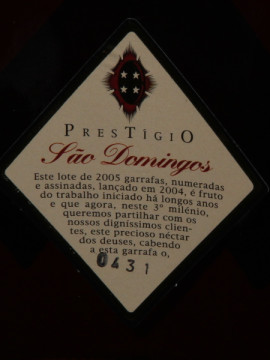 PRESTÍGIO
São Domingos
Este lote de 2005 garrafas, numeradas
e assinadas, lançado em 2004, é fruto
do trabalho iniciado há longos anos
e que agora, neste 3º milénio,
queremos partilhar com os
nossos dignissimos clien-
tes, este precioso néctar
dos deuses, cabendo
a esta garrafa o,
0431